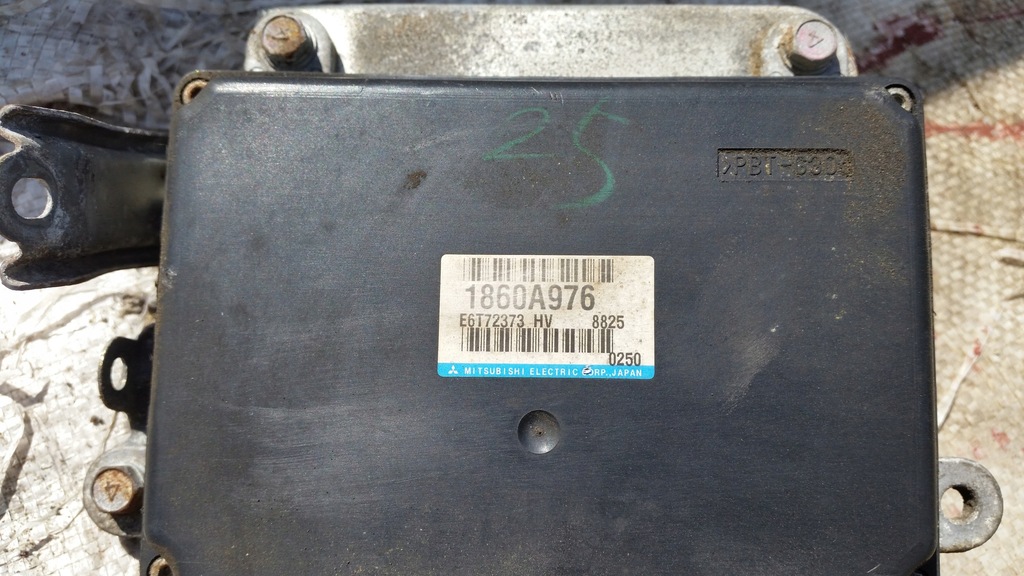 25
>PBT-G30<
1860A976
E6T72373 HV 8825
0250
MITSUBISHI ELECTRIC CORP., JAPAN